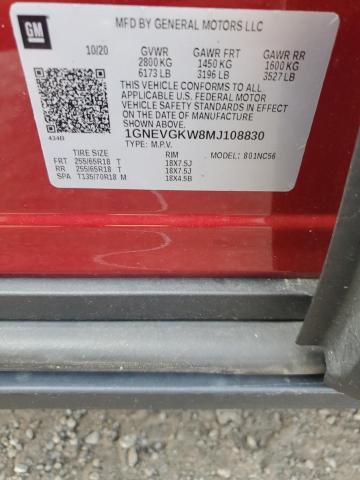 GM
MFD BY GENERAL MOTORS LLC
10/20 GVWR GAWR FRT GAWR RR
2800 KG 1450 KG 1600 KG
6173 LB 3196 LB 3527 LB
THIS VEHICLE CONFORMS TO ALL
APPLICABLE U.S. FEDERAL MOTOR
VEHICLE SAFETY STANDARDS IN EFFECT
ON THE DATE OF MANUFACTURE
SHOWN ABOVE.
434B 1GNEVGKW8MJ108830
TYPE: M.P.V. MODEL: 801NC56
TIRE SIZE RIM
FRT 255/65R18 T 18X7.5J
RR 255/65R18 T 18X7.5J
SPA T135/70R18 M 18X4.5B